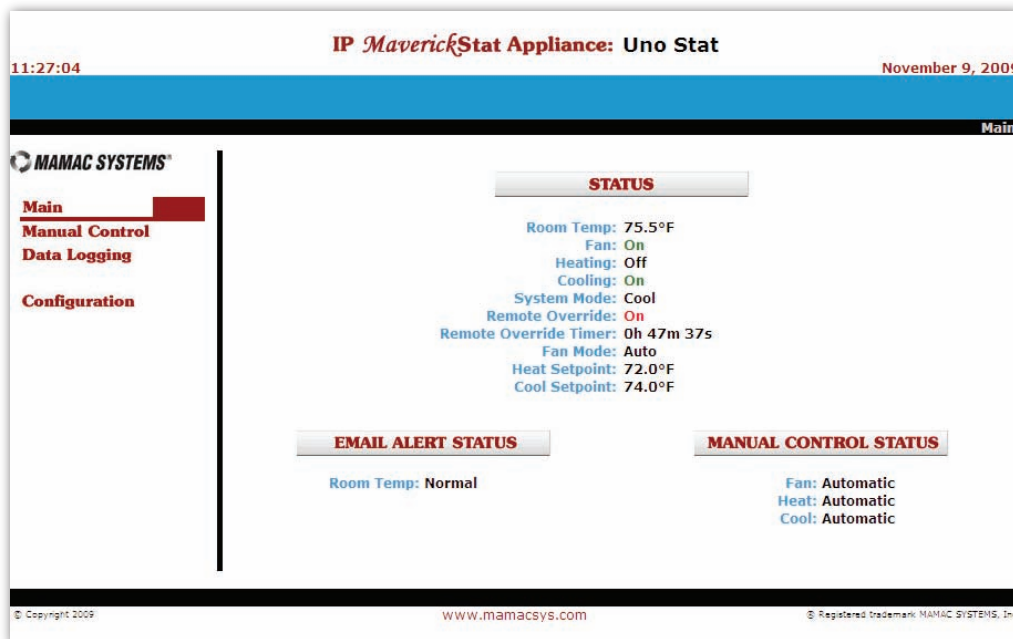 IP MaverickStat Appliance: Uno Stat
11:27:04
November 9, 2009
Main
MAMAC SYSTEMS®
Main
Manual Control
Data Logging
Configuration
STATUS
Room Temp: 75.5°F
Fan: On
Heating: Off
Cooling: On
System Mode: Cool
Remote Override: On
Remote Override Timer: 0h 47m 37s
Fan Mode: Auto
Heat Setpoint: 72.0°F
Cool Setpoint: 74.0°F
EMAIL ALERT STATUS
Room Temp: Normal
MANUAL CONTROL STATUS
Fan: Automatic
Heat: Automatic
Cool: Automatic
© Copyright 2009
www.mamacsys.com
® Registered trademark MAMAC SYSTEMS, In